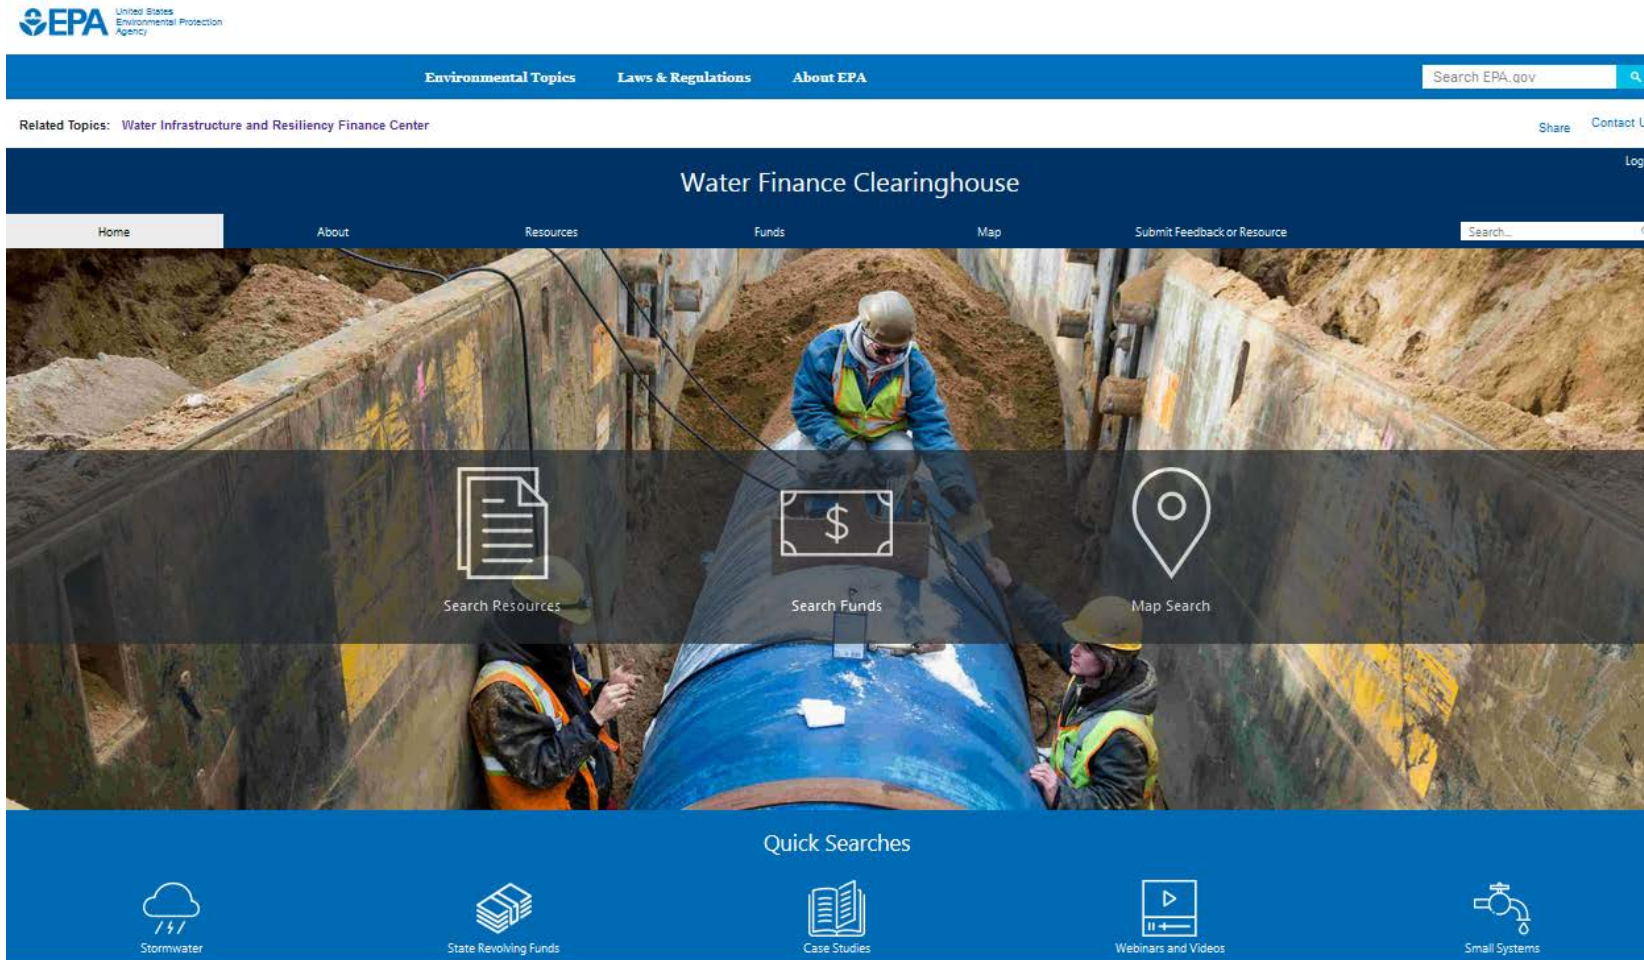 EPA
United States
Environmental Protection
Agency
Environmental Topics Laws & Regulations About EPA Search EPA.gov
Related Topics: Water Infrastructure and Resiliency Finance Center Share Contact U
Log
Water Finance Clearinghouse
Home About Resources Funds Map Submit Feedback or Resource Search...
Search Resources Search Funds Map Search
Quick Searches
Stormwater State Revolving Funds Case Studies Webinars and Videos Small Systems